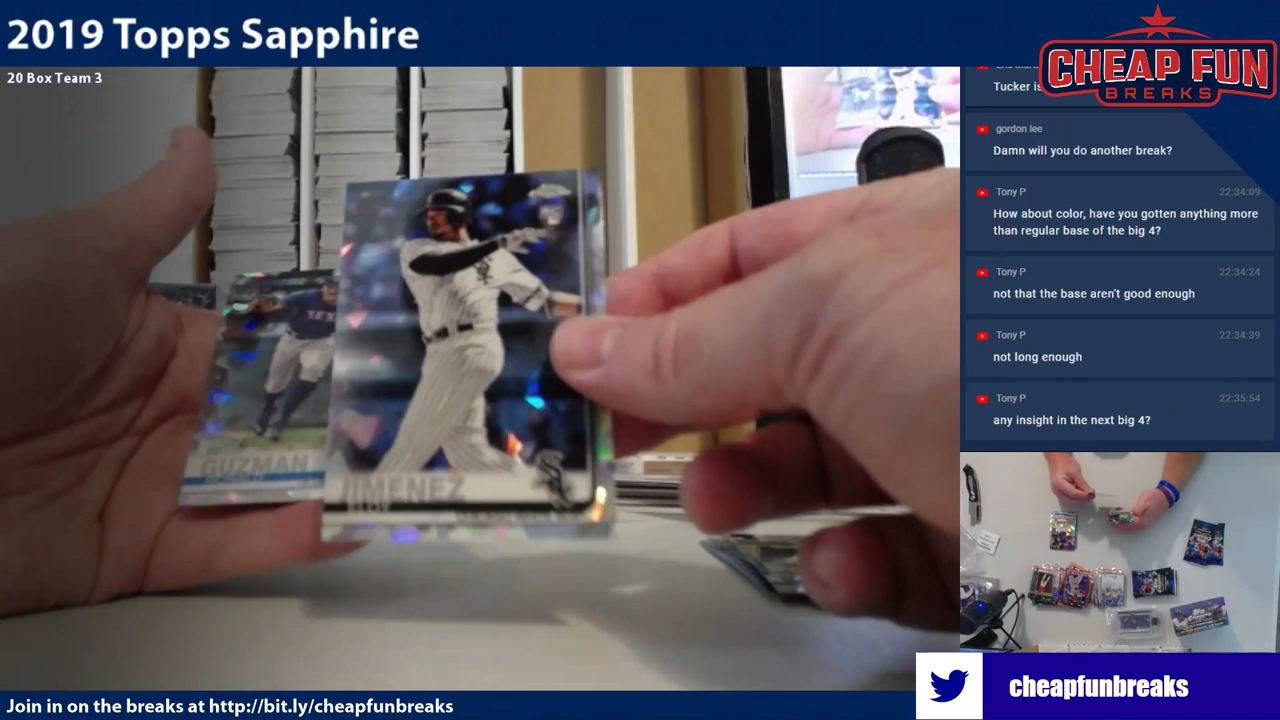 2019 Topps Sapphire
20 Box Team 3
CHEAP FUN
BREAKS
Tucker is
gordon lee
Damn will you do another break?
Tony P 22:34:09
How about color, have you gotten anything more
than regular base of the big 4?
Tony P 22:34:24
not that the base aren't good enough
Tony P 22:34:39
not long enough
Tony P 22:35:54
any insight in the next big 4?
TEX
GUZMAN
RONALD
JIMENEZ
ELOY
cheapfunbreaks
Join in on the breaks at http://bit.ly/cheapfunbreaks